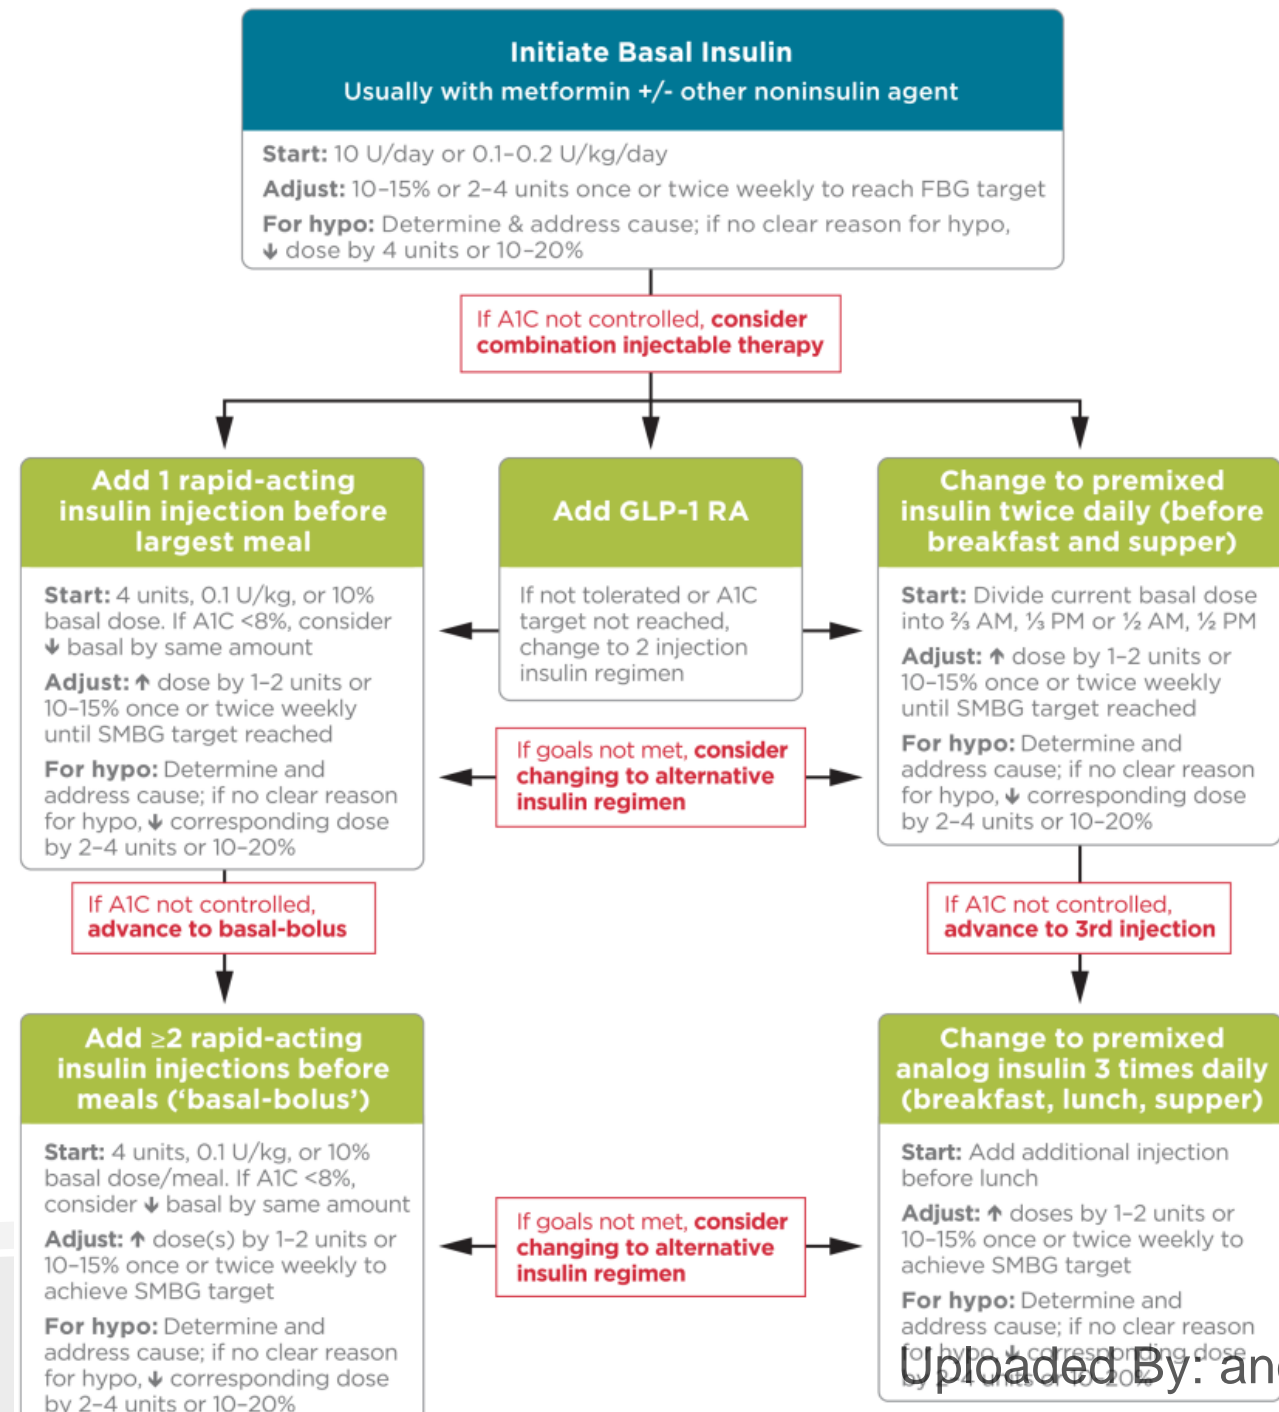 Initiate Basal Insulin
Usually with metformin +/- other noninsulin agent
Start: 10 U/day or 0.1–0.2 U/kg/day
Adjust: 10–15% or 2–4 units once or twice weekly to reach FBG target
For hypo: Determine & address cause; if no clear reason for hypo,
↓ dose by 4 units or 10–20%
If A1C not controlled, consider
combination injectable therapy
Add 1 rapid-acting
insulin injection before
largest meal
Start: 4 units, 0.1 U/kg, or 10%
basal dose. If A1C <8%, consider
↓ basal by same amount
Adjust: ↑ dose by 1–2 units or
10–15% once or twice weekly
until SMBG target reached
For hypo: Determine and
address cause; if no clear reason
for hypo, ↓ corresponding dose
by 2–4 units or 10–20%
Add GLP-1 RA
If not tolerated or A1C
target not reached,
change to 2 injection
insulin regimen
Change to premixed
insulin twice daily (before
breakfast and supper)
Start: Divide current basal dose
into ⅔ AM, ⅓ PM or ½ AM, ½ PM
Adjust: ↑ dose by 1–2 units or
10–15% once or twice weekly
until SMBG target reached
For hypo: Determine and
address cause; if no clear reason
for hypo, ↓ corresponding dose
by 2–4 units or 10–20%
If goals not met, consider
changing to alternative
insulin regimen
If A1C not controlled,
advance to basal-bolus
If A1C not controlled,
advance to 3rd injection
Add ≥2 rapid-acting
insulin injections before
meals (‘basal-bolus’)
Start: 4 units, 0.1 U/kg, or 10%
basal dose/meal. If A1C <8%,
consider ↓ basal by same amount
Adjust: ↑ dose(s) by 1–2 units or
10–15% once or twice weekly to
achieve SMBG target
For hypo: Determine and
address cause; if no clear reason
for hypo, ↓ corresponding dose
by 2–4 units or 10–20%
If goals not met, consider
changing to alternative
insulin regimen
Change to premixed
analog insulin 3 times daily
(breakfast, lunch, supper)
Start: Add additional injection
before lunch
Adjust: ↑ doses by 1–2 units or
10–15% once or twice weekly to
achieve SMBG target
For hypo: Determine and
address cause; if no clear reason
for hypo, ↓ corresponding dose
by 2–4 units or 10–20%
Uploaded By: